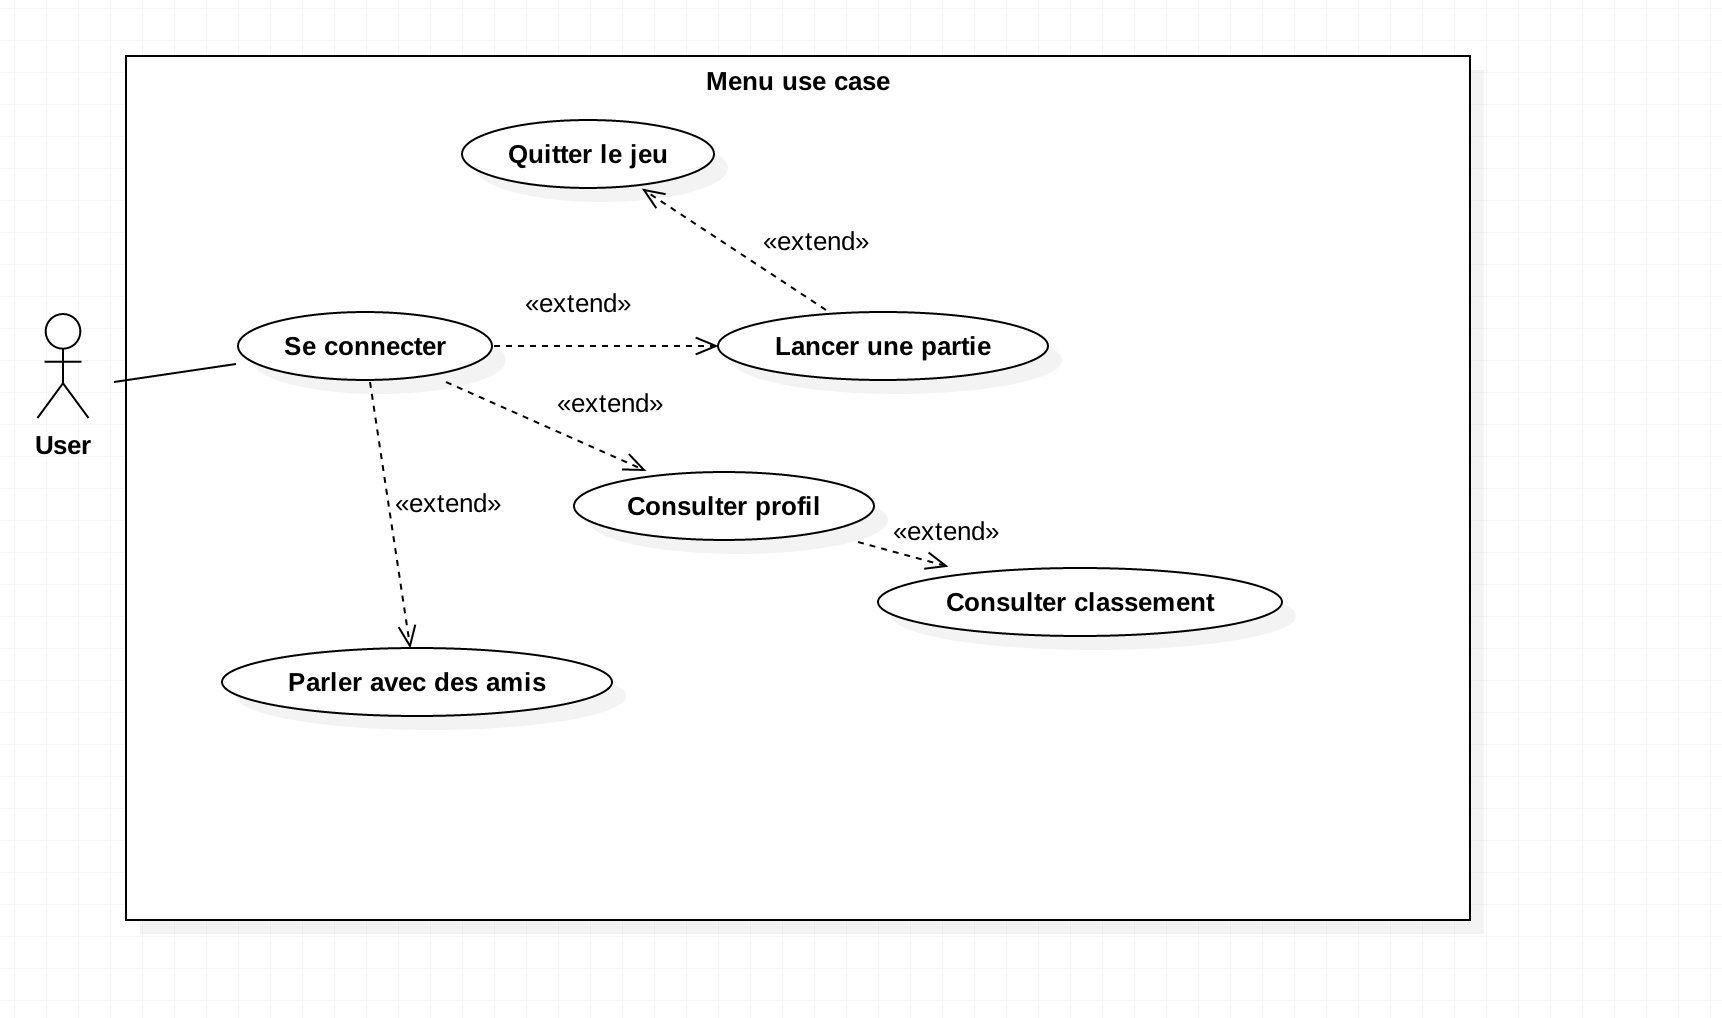 Menu use case
Quitter le jeu
«extend»
«extend»
Se connecter
Lancer une partie
«extend»
User
«extend»
Consulter profil
«extend»
Consulter classement
Parler avec des amis